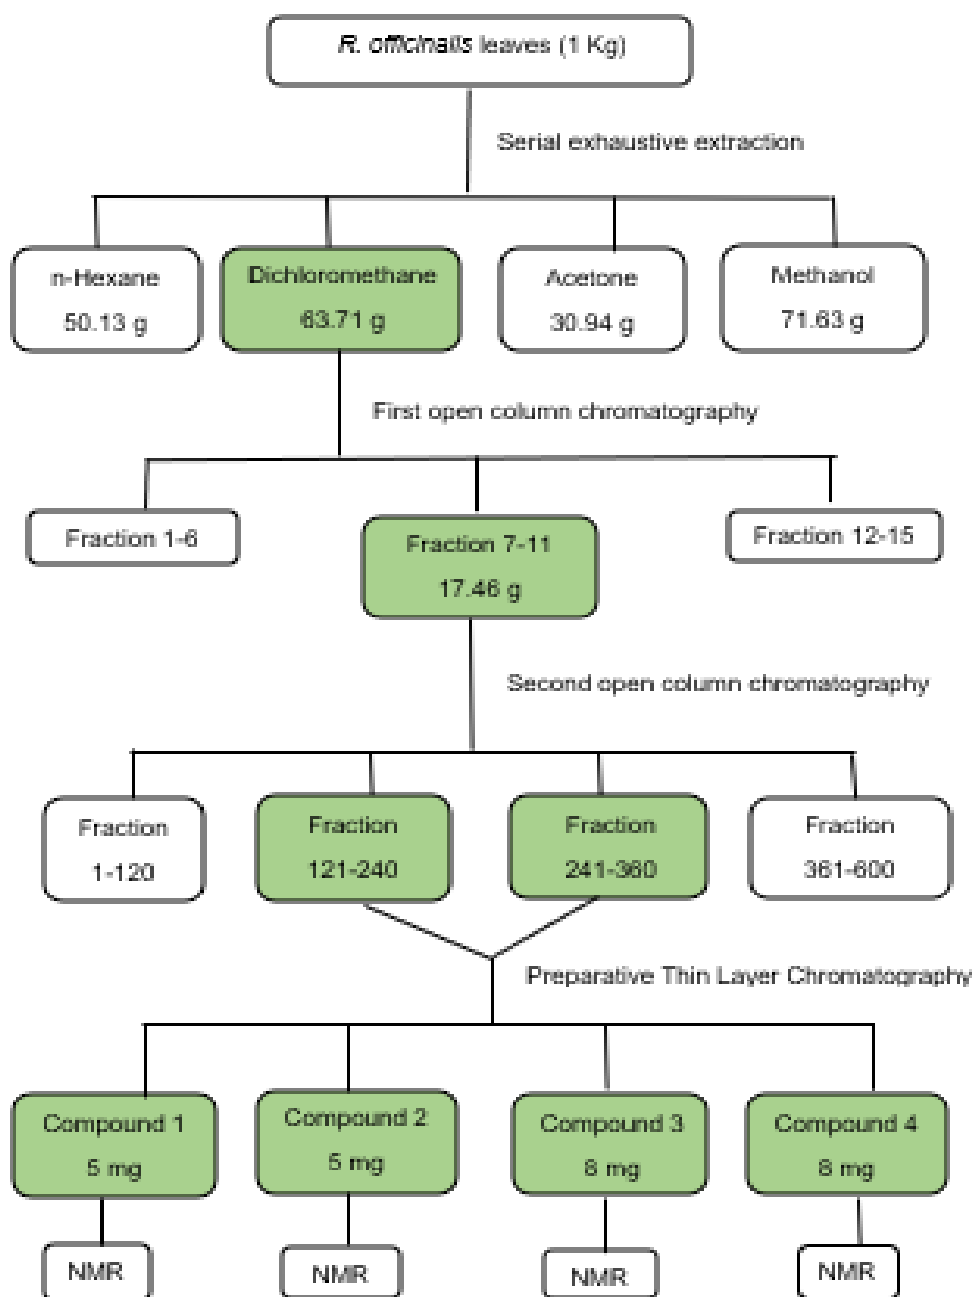 R. officinalis leaves (1 Kg)
Serial exhaustive extraction
n-Hexane
50.13 g
Dichloromethane
63.71 g
Acetone
30.94 g
Methanol
71.63 g
First open column chromatography
Fraction 1-6
Fraction 7-11
17.46 g
Fraction 12-15
Second open column chromatography
Fraction
1-120
Fraction
121-240
Fraction
241-360
Fraction
361-600
Preparative Thin Layer Chromatography
Compound 1
5 mg
Compound 2
5 mg
Compound 3
8 mg
Compound 4
8 mg
NMR
NMR
NMR
NMR